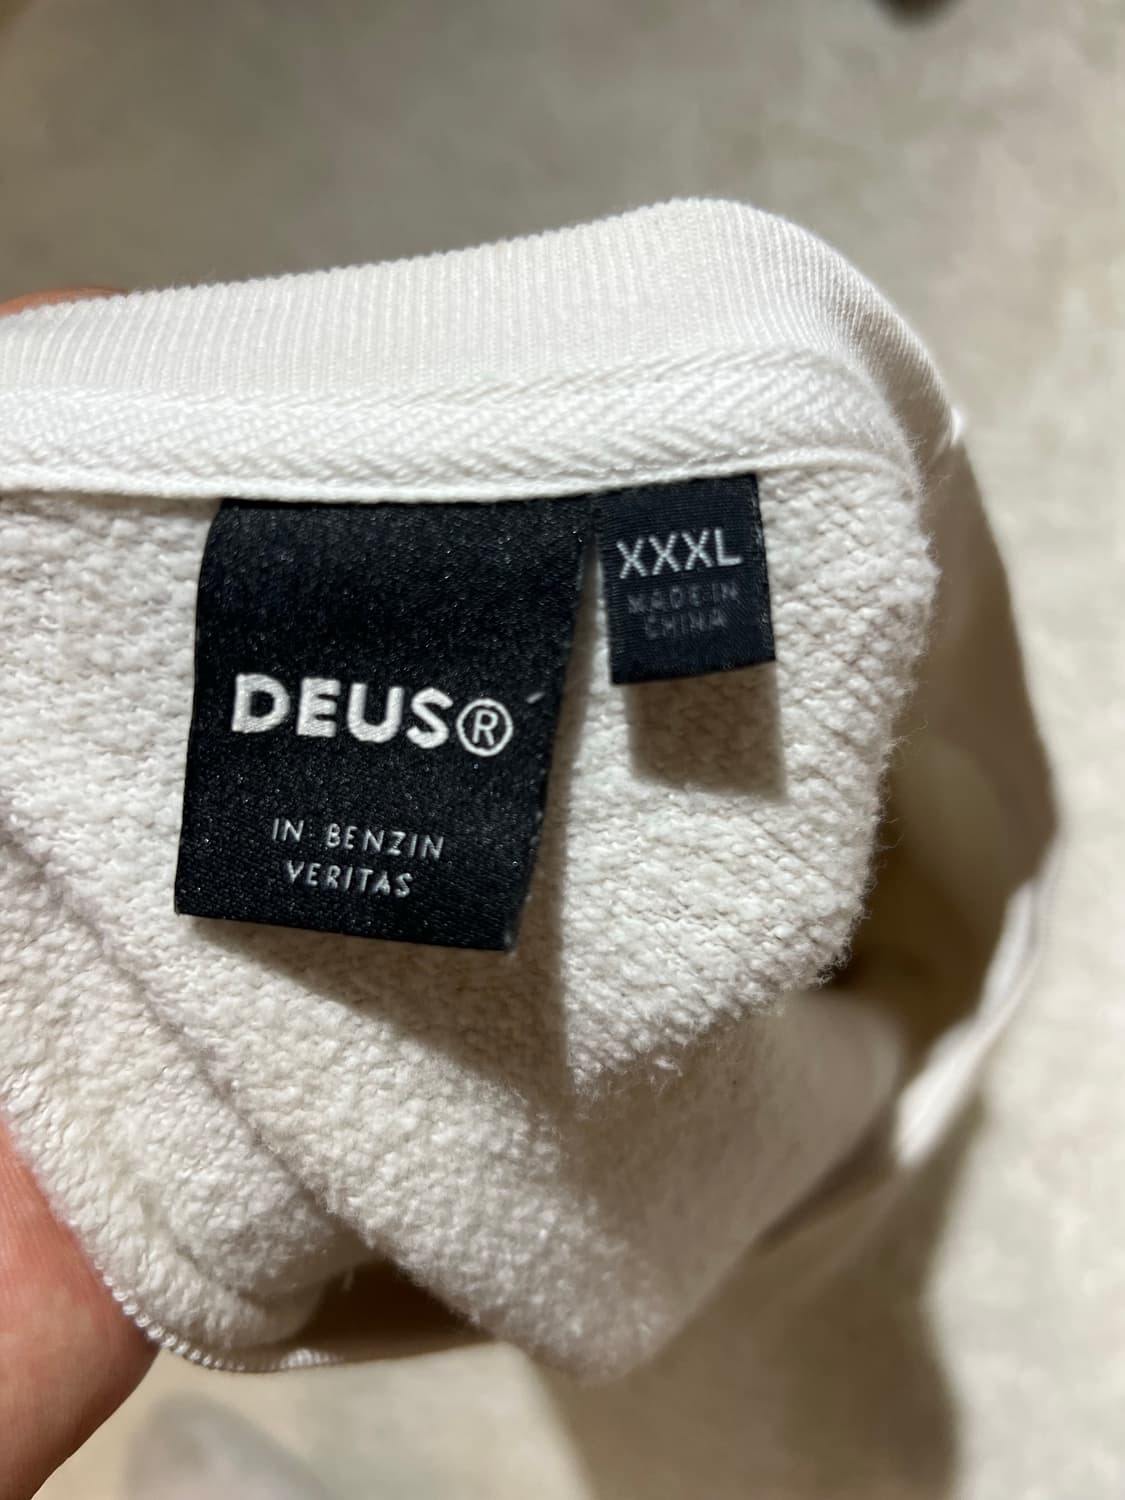 DEUS®
IN BENZIN
VERITAS
XXXL
MADE IN
CHINA